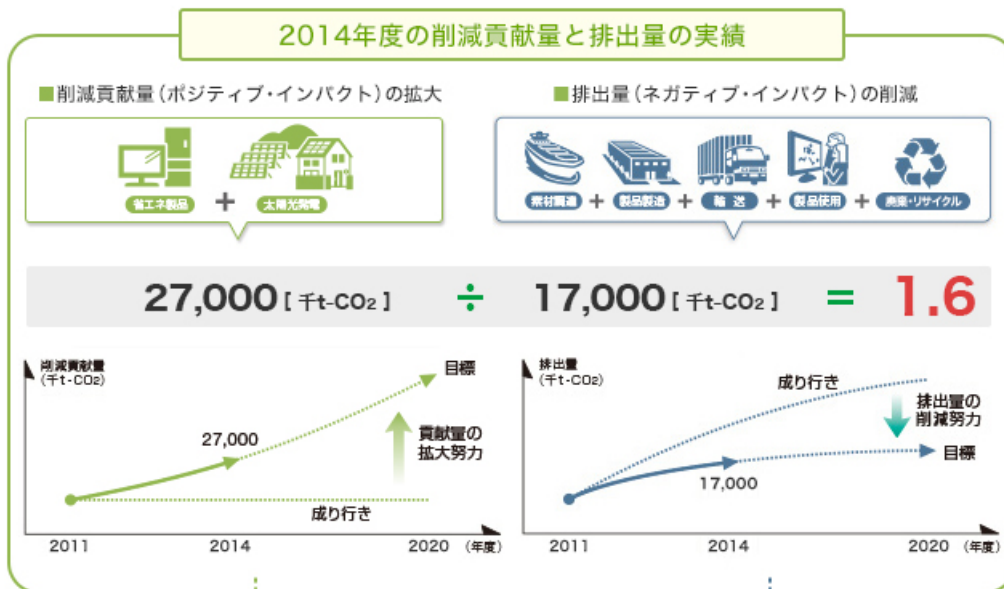 2014年度の削減貢献量と排出量の実績
■削減貢献量(ポジティブ・インパクト)の拡大
■排出量(ネガティブ・インパクト)の削減
省エネ製品 + 太陽光発電
素材調達 + 製品製造 + 輸送 + 製品使用 + 廃棄・リサイクル
27,000[千t-CO2] ÷ 17,000[千t-CO2] = 1.6
削減貢献量
(千t-CO2)
目標
27,000
貢献量の
拡大努力
成り行き
2011 2014 2020 (年度)
排出量
(千t-CO2)
成り行き
排出量の
削減努力
目標
17,000
2011 2014 2020 (年度)